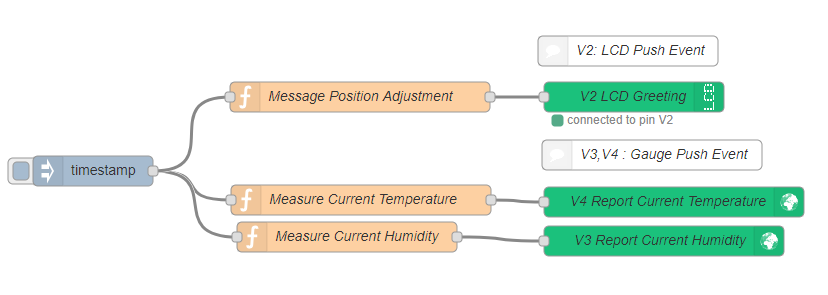 V2: LCD Push Event
Message Position Adjustment
V2 LCD Greeting
connected to pin V2
V3,V4 : Gauge Push Event
timestamp
Measure Current Temperature
V4 Report Current Temperature
Measure Current Humidity
V3 Report Current Humidity